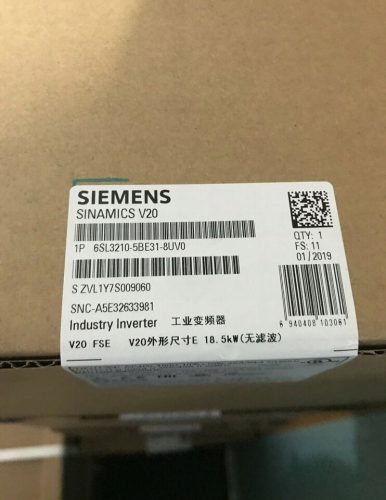 SIEMENS
SINAMICS V20
1P 6SL3210-5BE31-8UV0
QTY: 1
FS: 11
01/2019
S ZVL1Y7S009060
SNC-A5E32633981
Industry Inverter 工业变频器
6 940408 103081
V20 FSE V20外形尺寸E 18.5kW(无滤波)